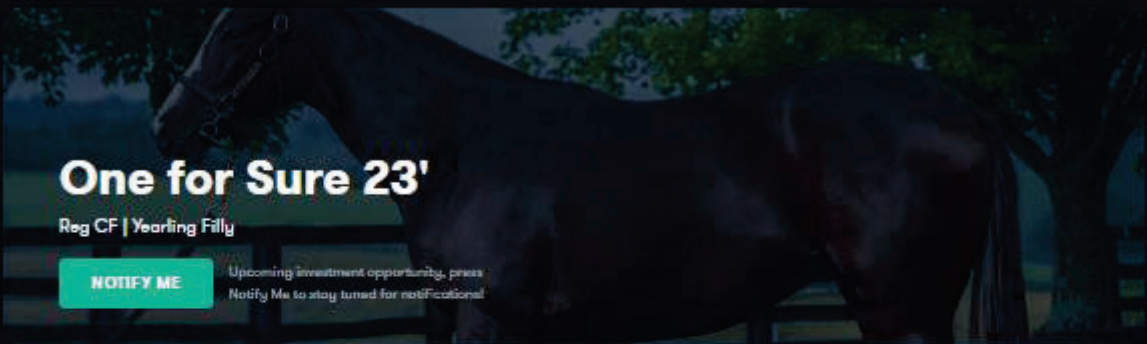 One for Sure 23'
Reg CF | Yearling Filly
NOTIFY ME
Upcoming investment opportunity, press
Notify Me to stay tuned for notifications!